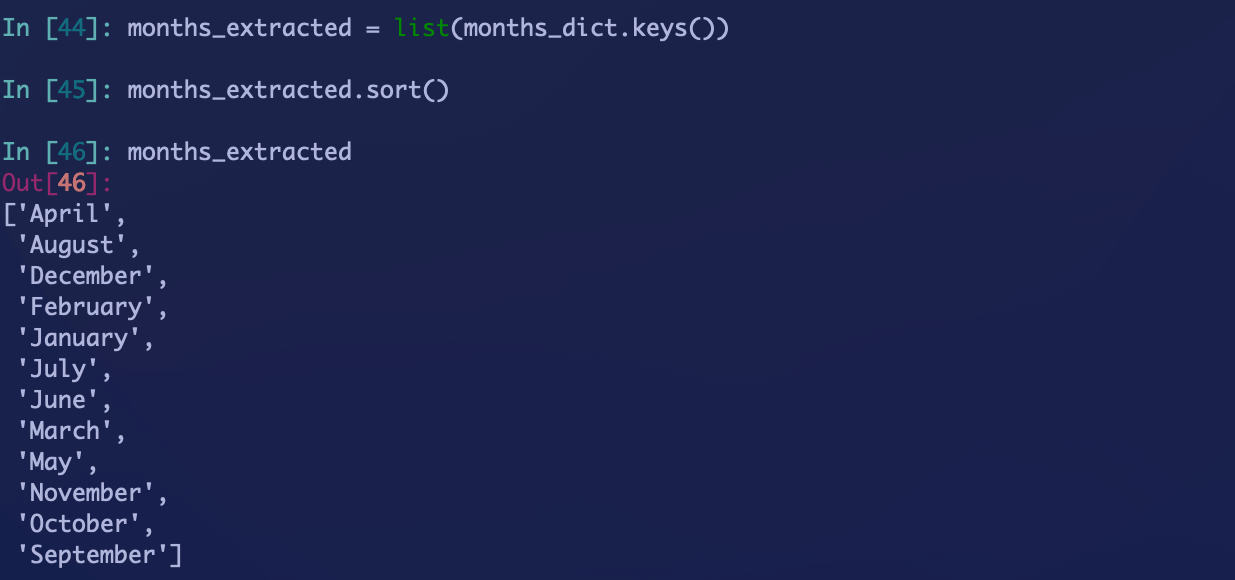 In [44]: months_extracted = list(months_dict.keys())
In [45]: months_extracted.sort()
In [46]: months_extracted
Out[46]:
['April',
 'August',
 'December',
 'February',
 'January',
 'July',
 'June',
 'March',
 'May',
 'November',
 'October',
 'September']